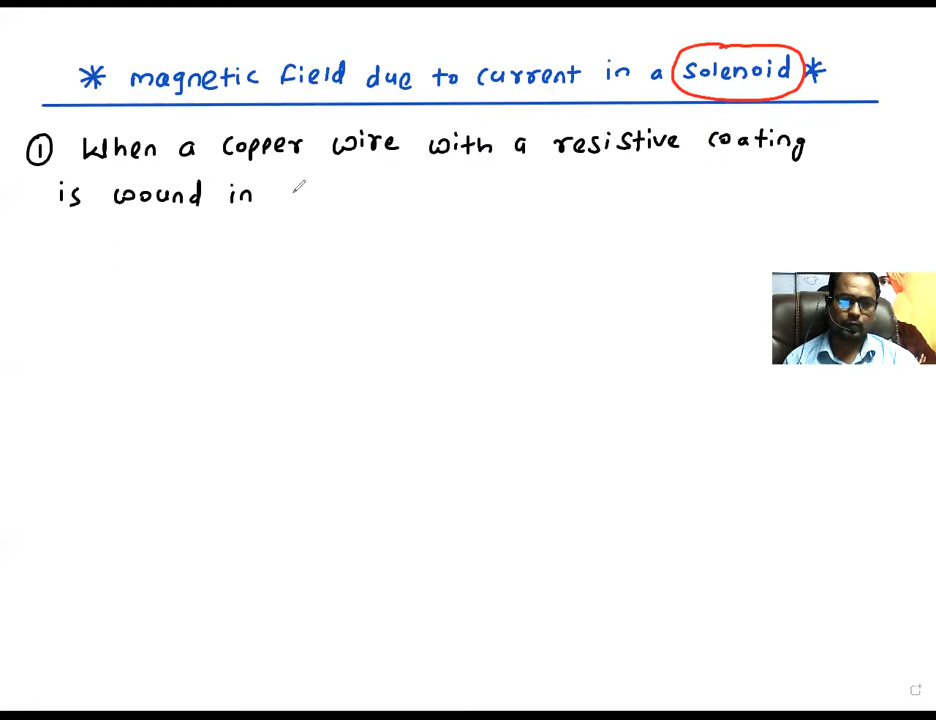 * magnetic field due to current in a solenoid *
① When a copper wire with a resistive coating
is wound in